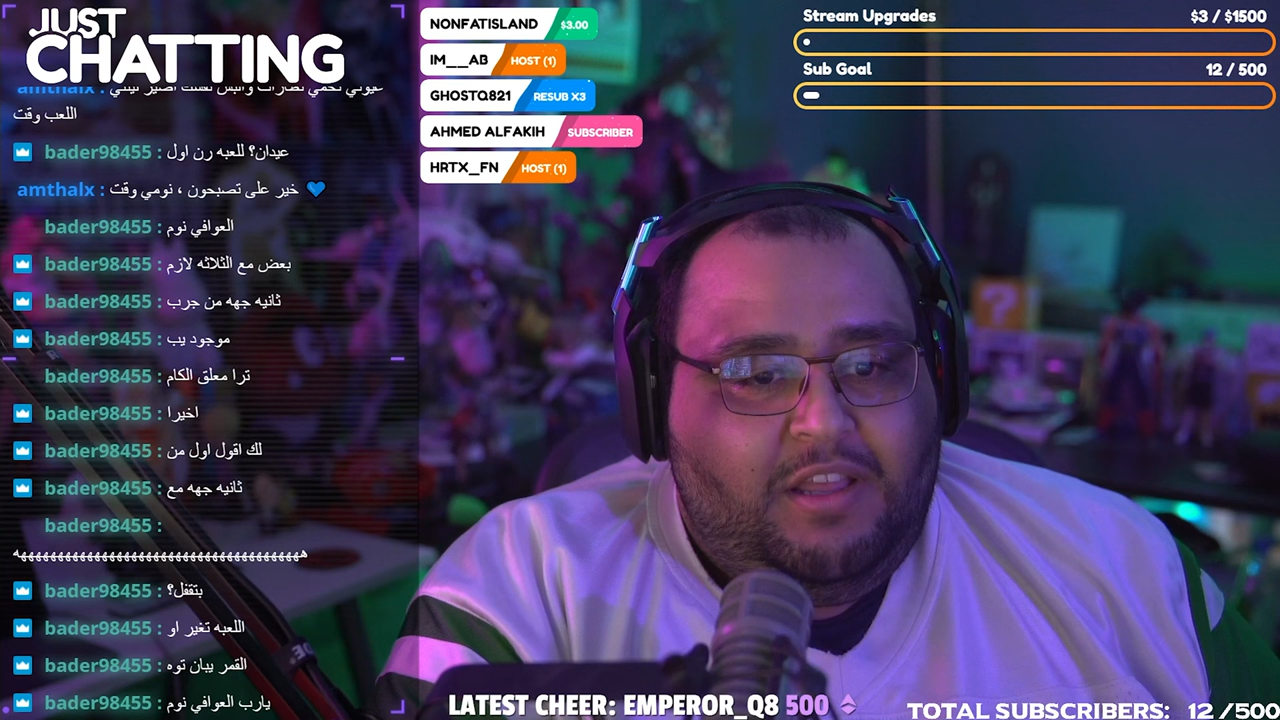 JUST
CHATTING
amthalx :
اللعب وقت
bader98455 : عيدان؟ للعبه رن اول
amthalx : خير على تصبحون ، نومي وقت 💙
bader98455 : العوافي نوم
bader98455 : بعض مع الثلاثه لازم
bader98455 : ثانيه جهه من جرب
bader98455 : موجود يب
bader98455 : ترا معلق الكام
bader98455 : اخيرا
bader98455 : لك اقول اول من
bader98455 : ثانيه جهه مع
bader98455 :
ههههههههههههههههههههههههههههههههههههه
bader98455 : بتقفل؟
bader98455 : اللعبه تغير او
bader98455 : القمر يبان توه
bader98455 : يارب العوافي نوم
NONFATISLAND $3.00
IM__AB HOST (1)
GHOSTQ821 RESUB X3
AHMED ALFAKIH SUBSCRIBER
HRTX_FN HOST (1)
Stream Upgrades $3 / $1500
Sub Goal 12 / 500
LATEST CHEER: EMPEROR_Q8 500
TOTAL SUBSCRIBERS: 12 /500